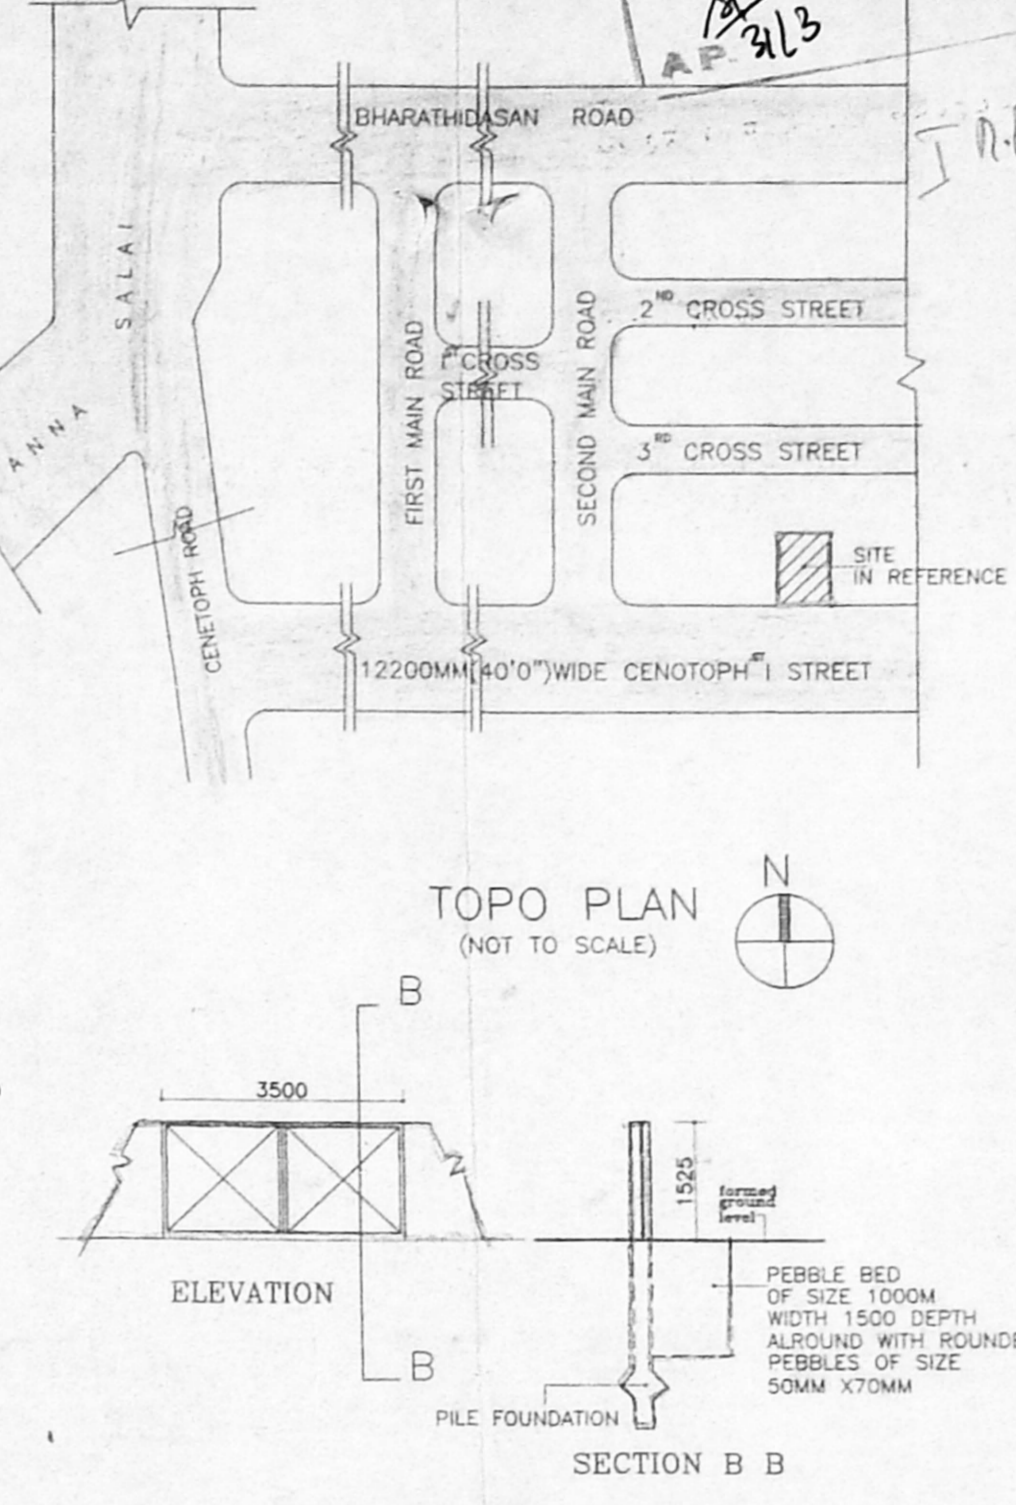 31/3
AP
BHARATHIDASAN ROAD
SALAI
ANNA
2ND CROSS STREET
FIRST MAIN ROAD
1ST CROSS
STREET
SECOND MAIN ROAD
3RD CROSS STREET
CENETOPH ROAD
SITE
IN REFERENCE
12200MM(40'0")WIDE CENOTOPH 1ST STREET
N
TOPO PLAN
(NOT TO SCALE)
B
3500
1525
formed
ground
level
ELEVATION
PEBBLE BED
OF SIZE 1000M
WIDTH 1500 DEPTH
ALROUND WITH ROUNDE
PEBBLES OF SIZE
50MM X70MM
B
PILE FOUNDATION
SECTION B B